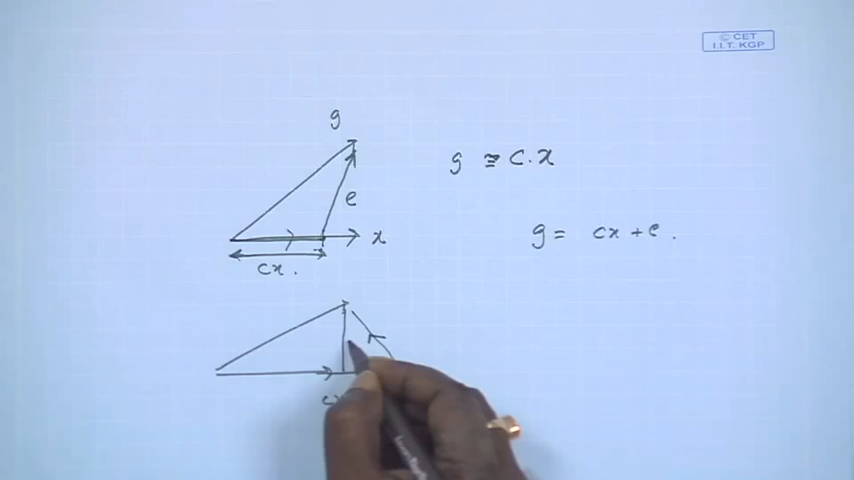 © CET
I.I.T. KGP
g
g ≅ c.x
e
g = cx + e .
x
cx .